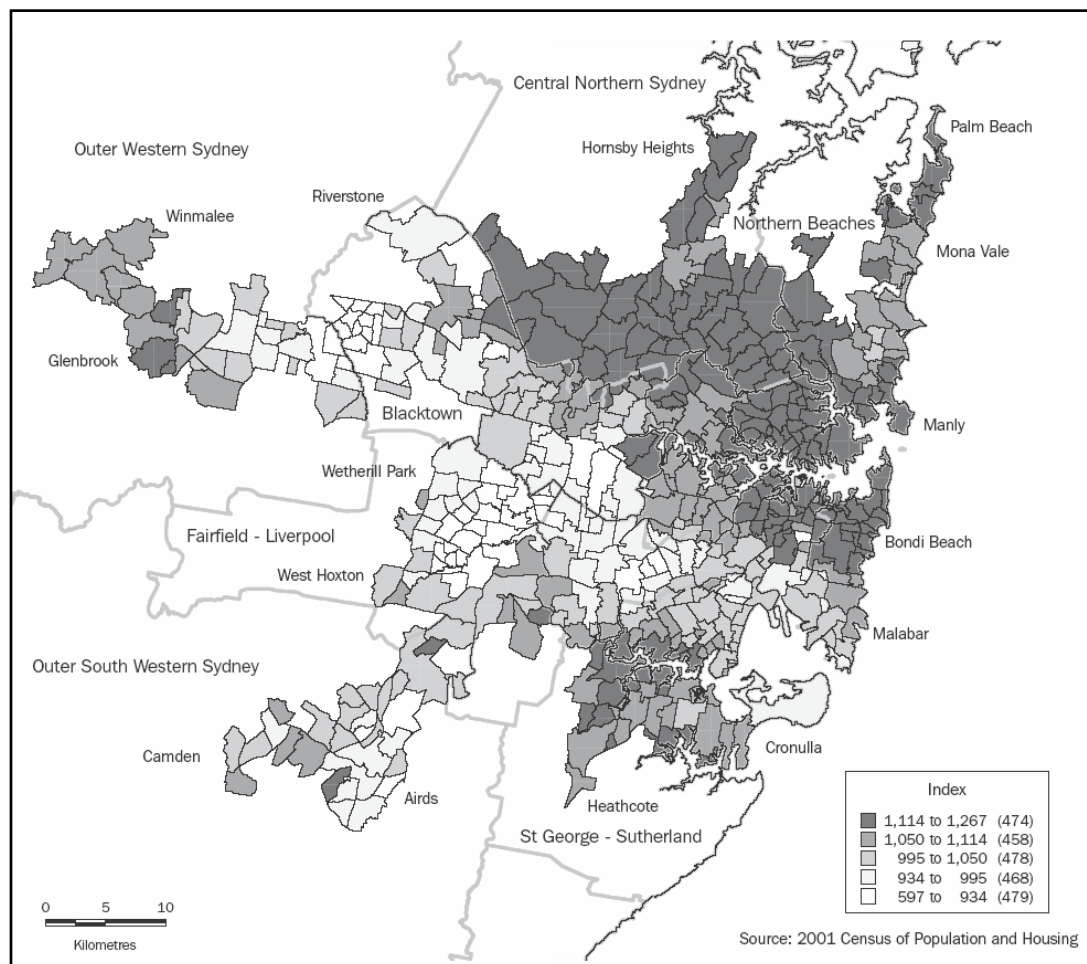 Central Northern Sydney
Palm Beach
Outer Western Sydney
Hornsby Heights
Riverstone
Winmalee
Northern Beaches
Mona Vale
Glenbrook
Blacktown
Manly
Wetherill Park
Fairfield - Liverpool
Bondi Beach
West Hoxton
Malabar
Outer South Western Sydney
Cronulla
Camden
Airds
Heathcote
St George - Sutherland
Index
1,114 to 1,267 (474)
1,050 to 1,114 (458)
995 to 1,050 (478)
934 to 995 (468)
597 to 934 (479)
0 5 10
Kilometres
Source: 2001 Census of Population and Housing